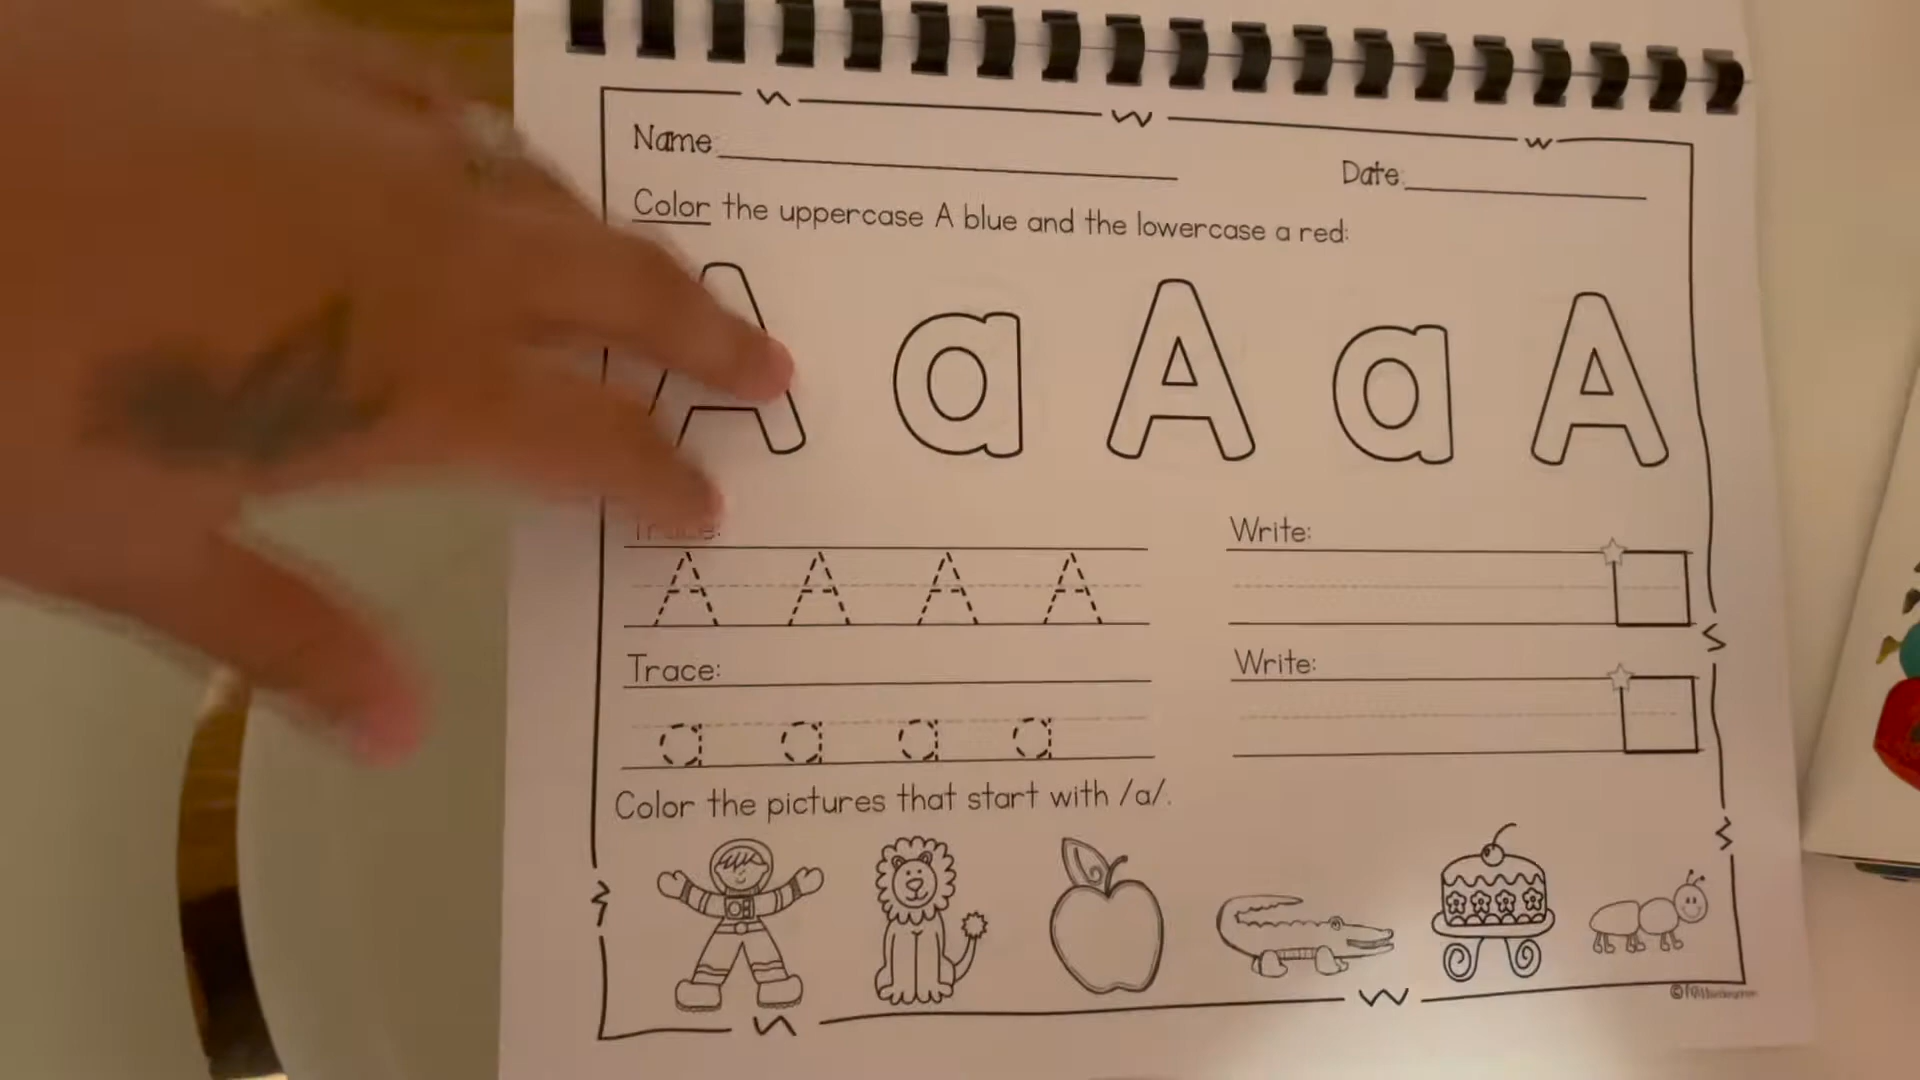 Name
Date:
Color the uppercase A blue and the lowercase a red:
A a A a A
Trace:
Write:
A A A A
Trace:
Write:
a a a a
Color the pictures that start with /a/.